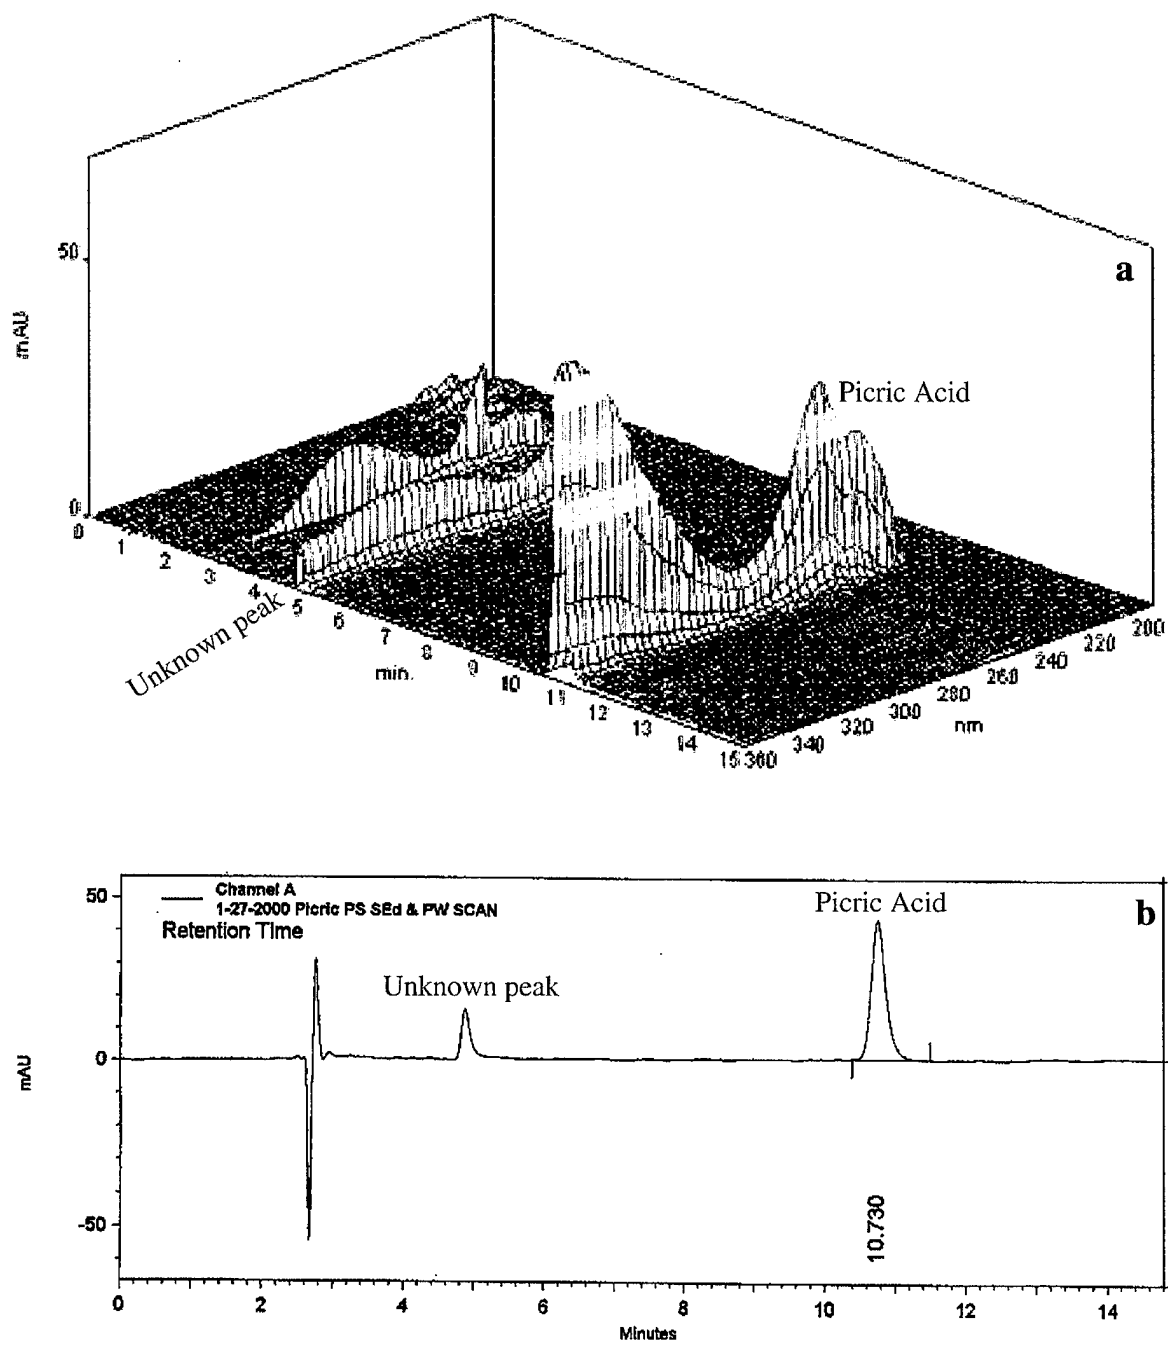 a
50
mAU
Picric Acid
0
0 1 2 3 4 5 6 7 8 9 10 11 12 13 14 15
min.
Unknown peak
360 340 320 300 280 260 240 220 200
nm
50
Channel A
1-27-2000 Picric PS SEd & PW SCAN
Retention Time
Picric Acid
b
Unknown peak
0
mAU
-50
10.730
0 2 4 6 8 10 12 14
Minutes